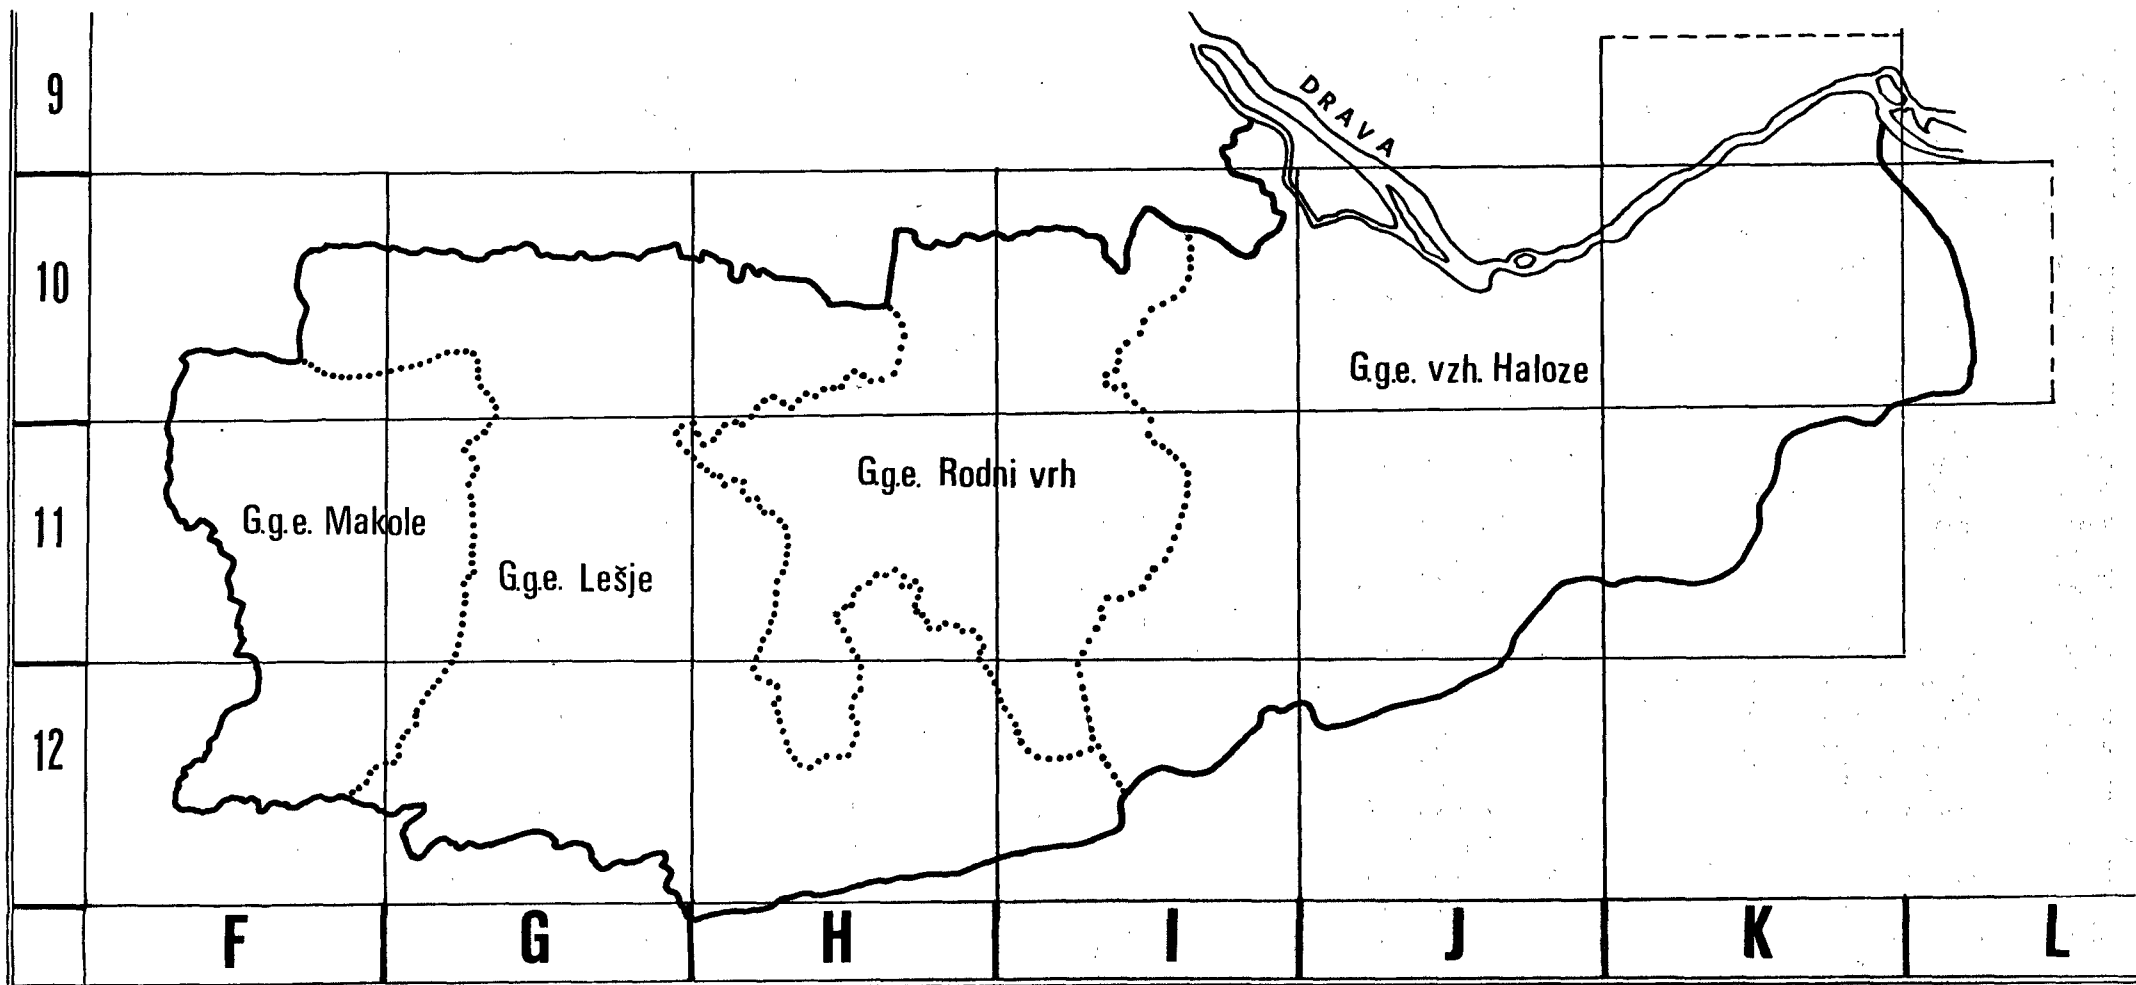 9
DRAVA
10
G.g.e. vzh. Haloze
G.g.e. Rodni vrh
11
G.g.e. Makole
G.g.e. Lešje
12
F G H I J K L